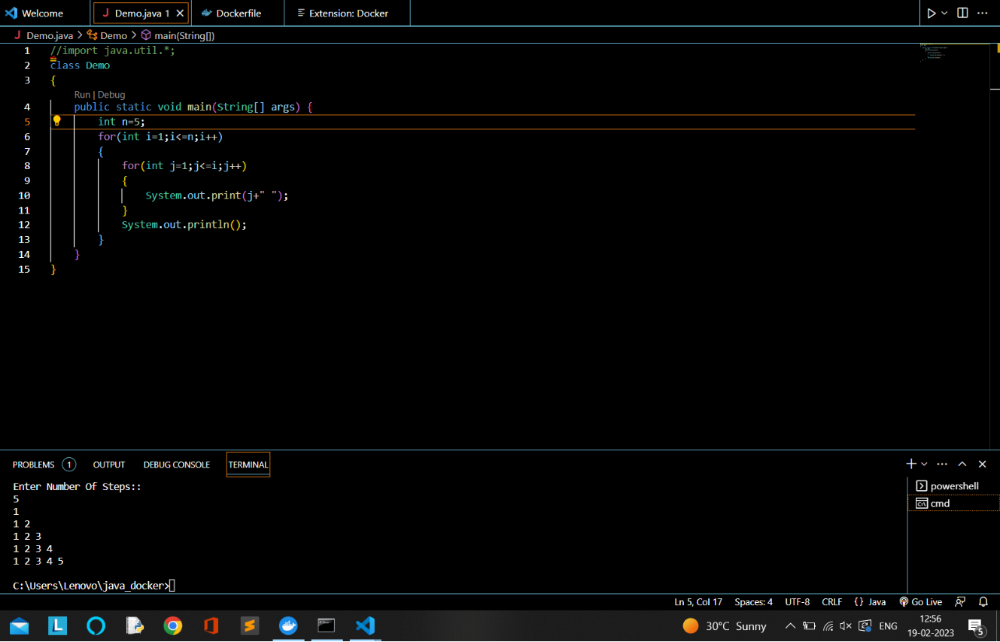 Welcome
Demo.java 1
Dockerfile
Extension: Docker
Demo.java > Demo > main(String[])
1 //import java.util.*;
2 class Demo
3 {
Run | Debug
4 public static void main(String[] args) {
5 int n=5;
6 for(int i=1;i<=n;i++)
7 {
8 for(int j=1;j<=i;j++)
9 {
10 System.out.print(j+" ");
11 }
12 System.out.println();
13 }
14 }
15 }
PROBLEMS 1 OUTPUT DEBUG CONSOLE TERMINAL
Enter Number Of Steps::
5
1
1 2
1 2 3
1 2 3 4
1 2 3 4 5
C:\Users\Lenovo\java_docker>
powershell
cmd
Ln 5, Col 17 Spaces: 4 UTF-8 CRLF {} Java Go Live
30°C Sunny ENG
12:56
19-02-2023
5